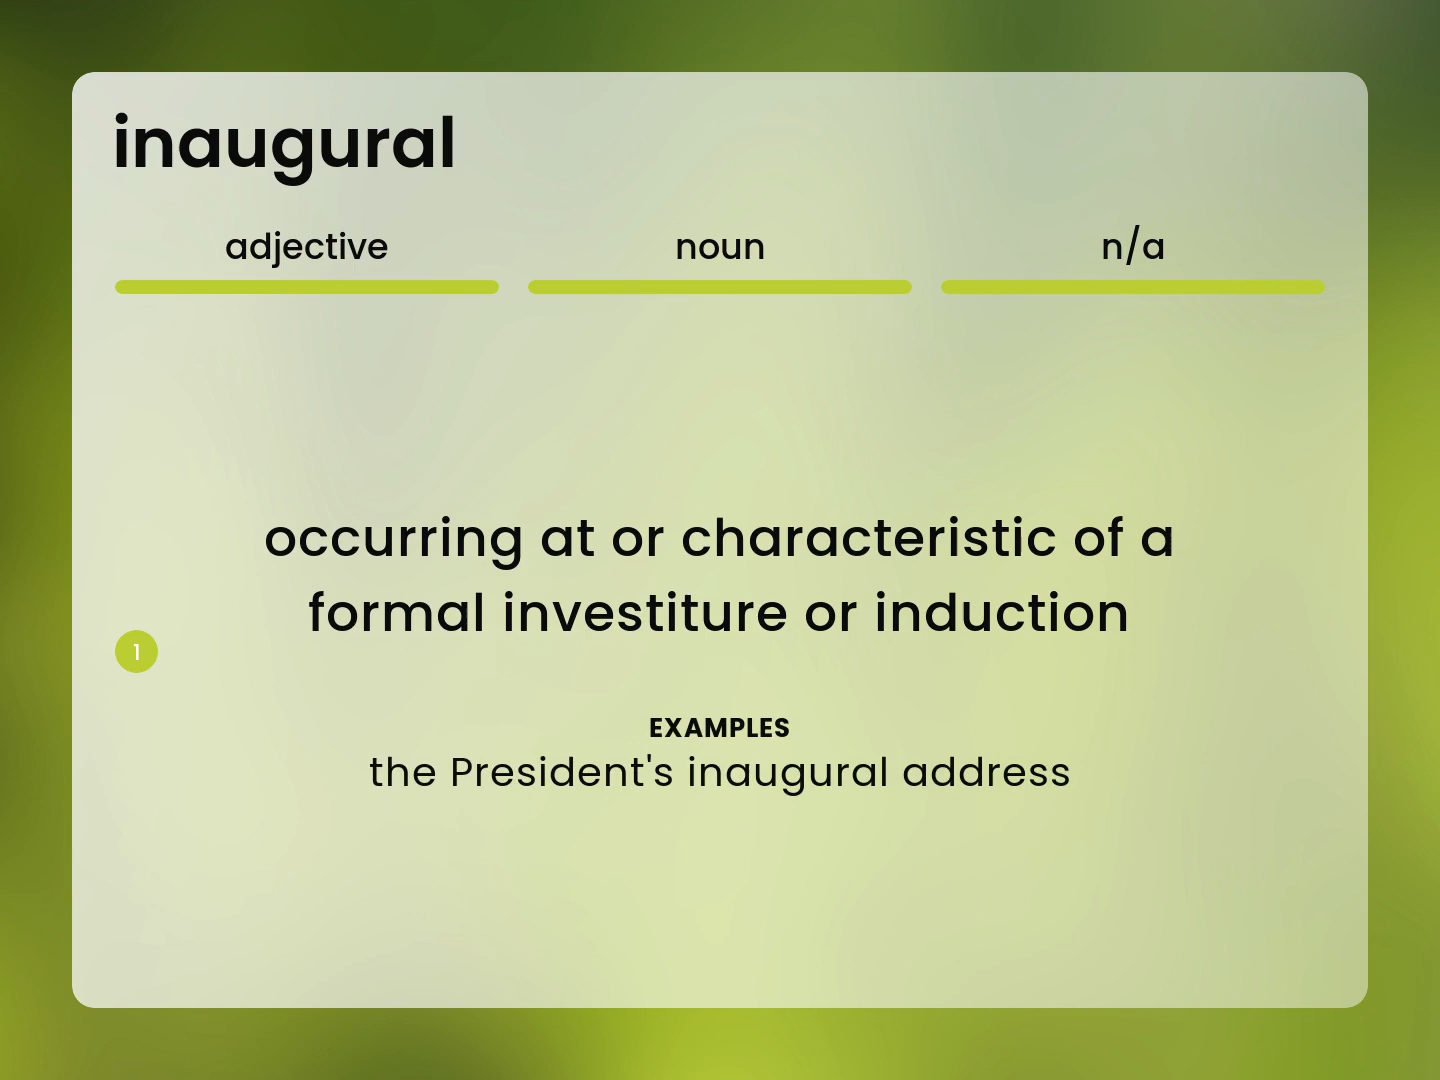 inaugural
adjective
noun
n/a
occurring at or characteristic of a
formal investiture or induction
1
EXAMPLES
the President's inaugural address